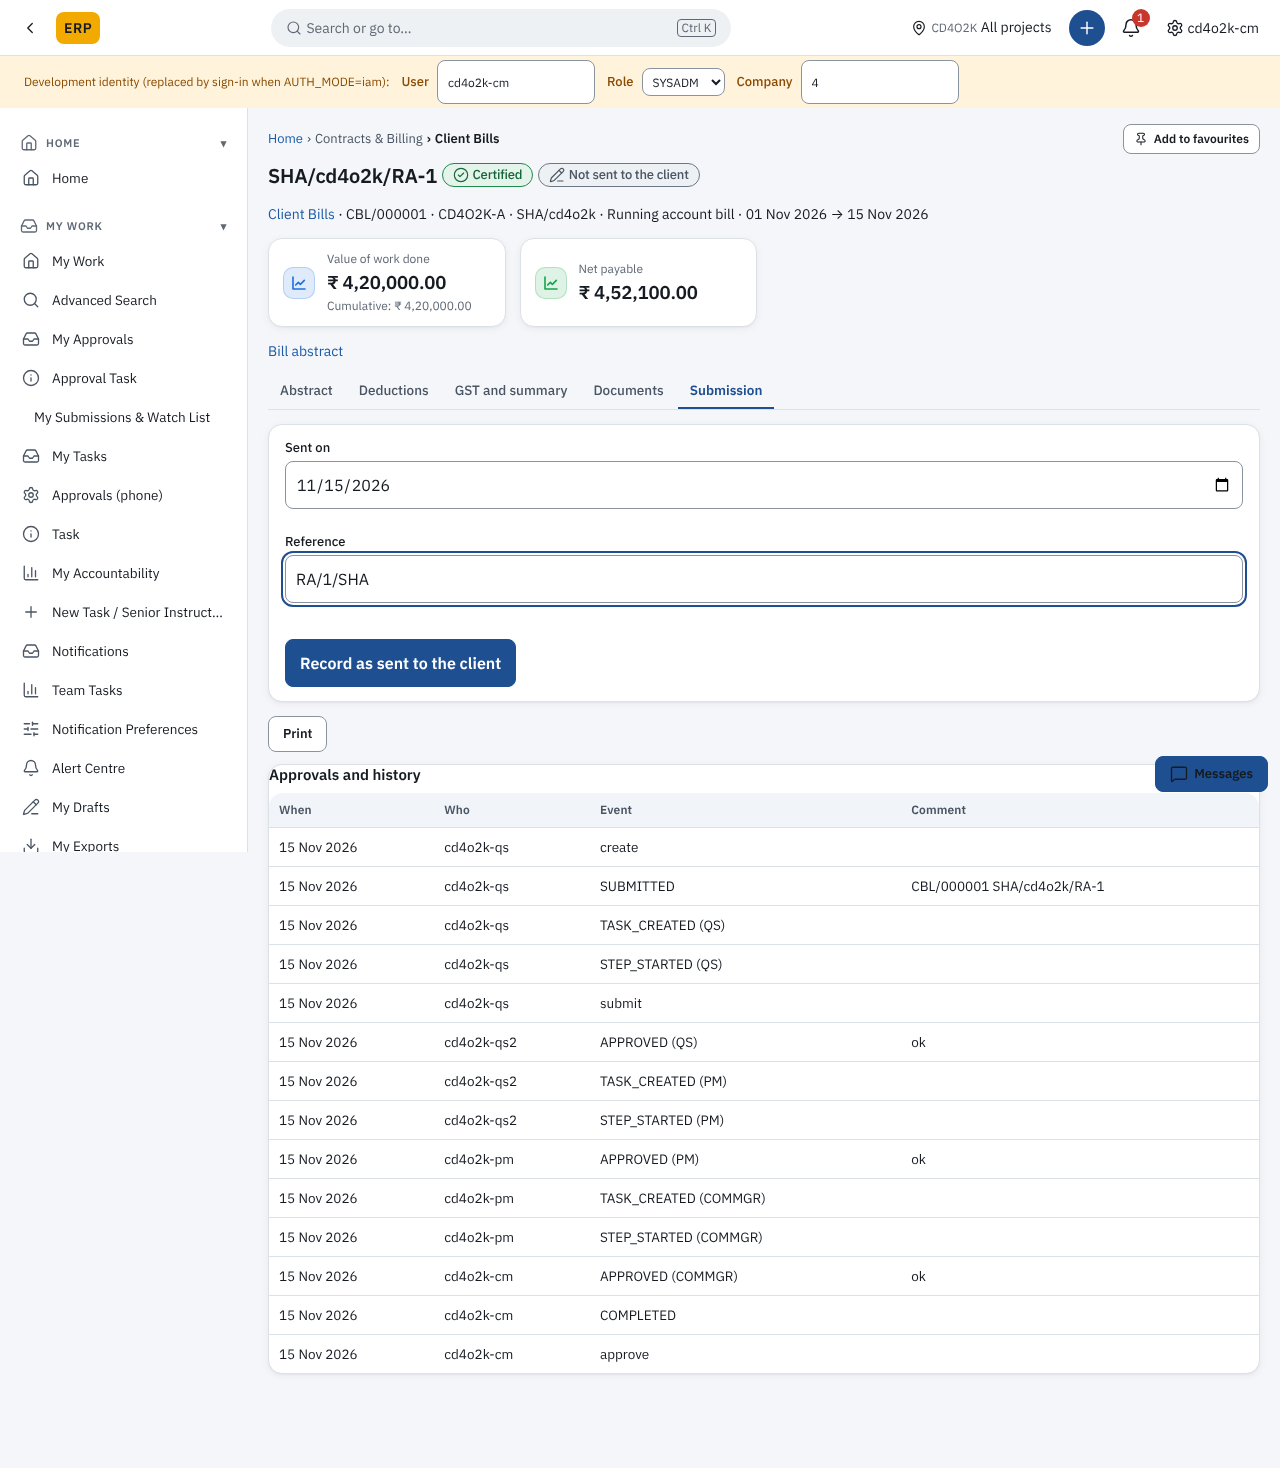 ERP
Search or go to...
Ctrl K
CD4O2K All projects
1
cd4o2k-cm
Development identity (replaced by sign-in when AUTH_MODE=iam):
User
cd4o2k-cm
Role
SYSADM
Company
4
HOME
Home
MY WORK
My Work
Advanced Search
My Approvals
Approval Task
My Submissions & Watch List
My Tasks
Approvals (phone)
Task
My Accountability
New Task / Senior Instruct...
Notifications
Team Tasks
Notification Preferences
Alert Centre
My Drafts
My Exports
Home › Contracts & Billing › Client Bills
Add to favourites
SHA/cd4o2k/RA-1
Certified
Not sent to the client
Client Bills · CBL/000001 · CD4O2K-A · SHA/cd4o2k · Running account bill · 01 Nov 2026 → 15 Nov 2026
Value of work done
₹ 4,20,000.00
Cumulative: ₹ 4,20,000.00
Net payable
₹ 4,52,100.00
Bill abstract
Abstract Deductions GST and summary Documents Submission
Sent on
11/15/2026
Reference
RA/1/SHA
Record as sent to the client
Print
Messages
Approvals and history
When Who Event Comment
15 Nov 2026 cd4o2k-qs create
15 Nov 2026 cd4o2k-qs SUBMITTED CBL/000001 SHA/cd4o2k/RA-1
15 Nov 2026 cd4o2k-qs TASK_CREATED (QS)
15 Nov 2026 cd4o2k-qs STEP_STARTED (QS)
15 Nov 2026 cd4o2k-qs submit
15 Nov 2026 cd4o2k-qs2 APPROVED (QS) ok
15 Nov 2026 cd4o2k-qs2 TASK_CREATED (PM)
15 Nov 2026 cd4o2k-qs2 STEP_STARTED (PM)
15 Nov 2026 cd4o2k-pm APPROVED (PM) ok
15 Nov 2026 cd4o2k-pm TASK_CREATED (COMMGR)
15 Nov 2026 cd4o2k-pm STEP_STARTED (COMMGR)
15 Nov 2026 cd4o2k-cm APPROVED (COMMGR) ok
15 Nov 2026 cd4o2k-cm COMPLETED
15 Nov 2026 cd4o2k-cm approve